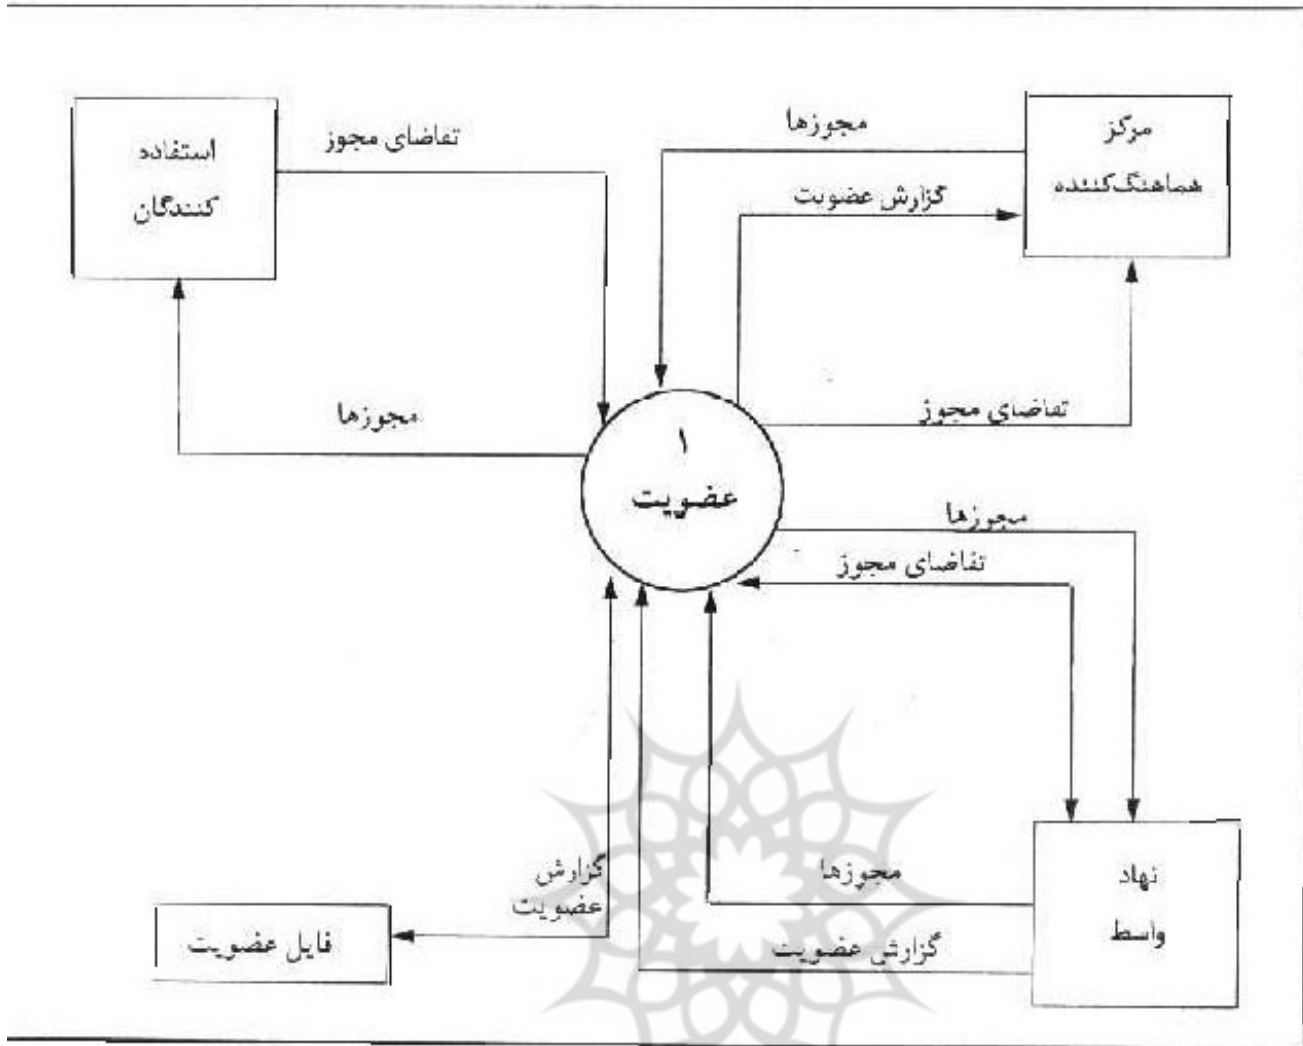 مرکز
هماهنگ‌کننده
مجوزها
گزارش عضویت
تقاضای مجوز
استفاده
کنندگان
تقاضای مجوز
مجوزها
۱
عضویت
مجوزها
تقاضای مجوز
نهاد
واسط
مجوزها
گزارش عضویت
گزارش
عضویت
فایل عضویت